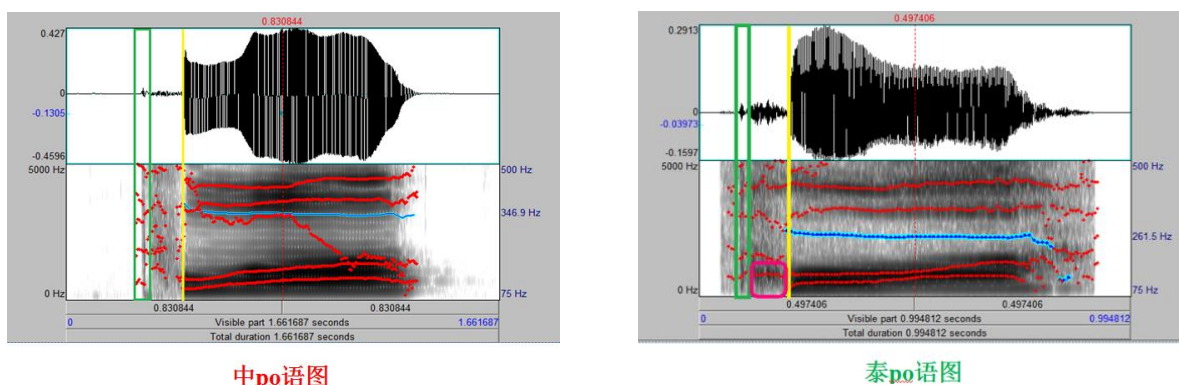 0.830844
0.427
0
-0.1305
-0.4596
5000 Hz
500 Hz
346.9 Hz
0 Hz
75 Hz
0.830844
0.830844
0
Visible part 1.661687 seconds
1.661687
Total duration 1.661687 seconds
中po语图
0.497406
0.2913
0
-0.03973
-0.1597
5000 Hz
500 Hz
261.5 Hz
0 Hz
75 Hz
0.497406
0.497406
0
Visible part 0.994812 seconds
0.994812
Total duration 0.994812 seconds
泰po语图